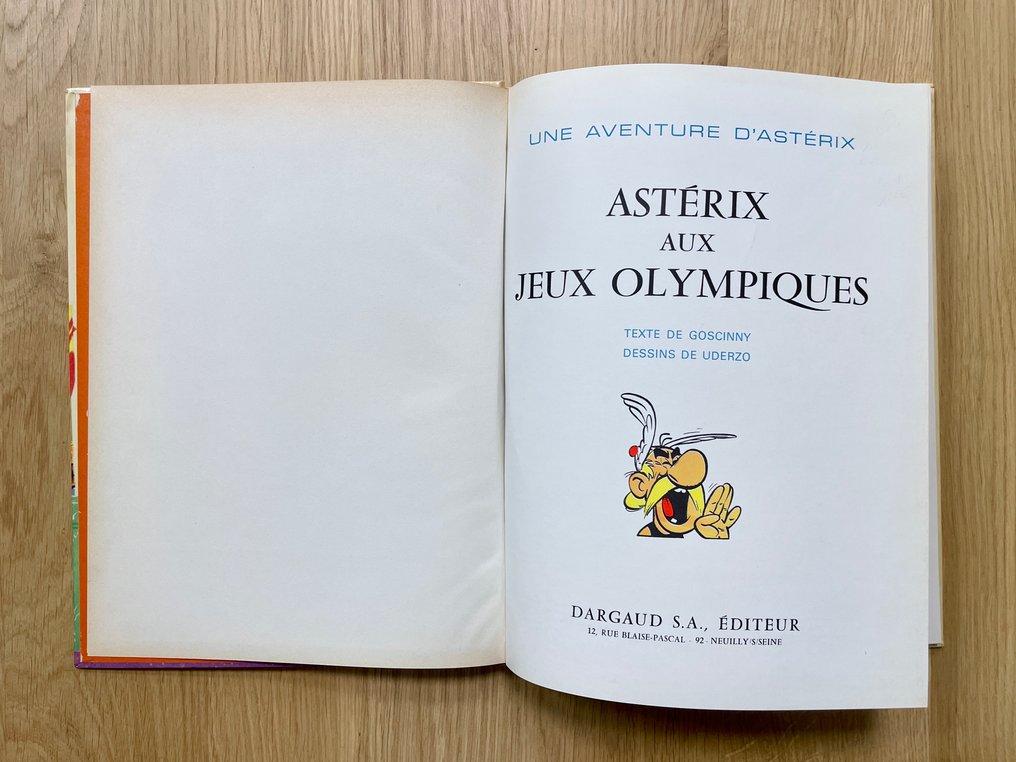 UNE AVENTURE D'ASTÉRIX
ASTÉRIX
AUX
JEUX OLYMPIQUES
TEXTE DE GOSCINNY
DESSINS DE UDERZO
DARGAUD S.A., ÉDITEUR
12, RUE BLAISE-PASCAL - 92 - NEUILLY/S/SEINE